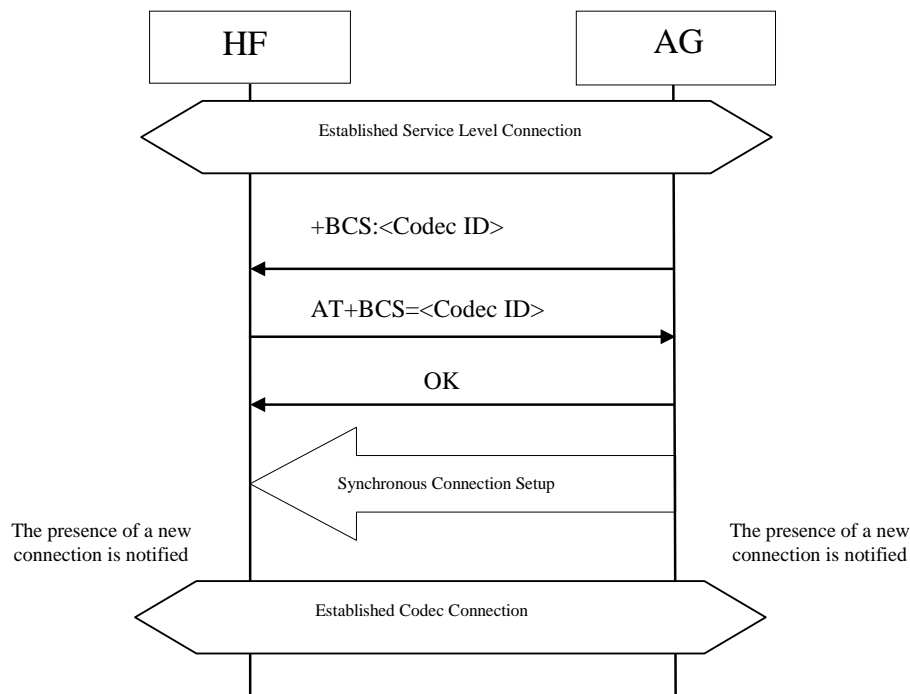 HF
AG
Established Service Level Connection
+BCS:<Codec ID>
AT+BCS=<Codec ID>
OK
Synchronous Connection Setup
The presence of a new
connection is notified
The presence of a new
connection is notified
Established Codec Connection